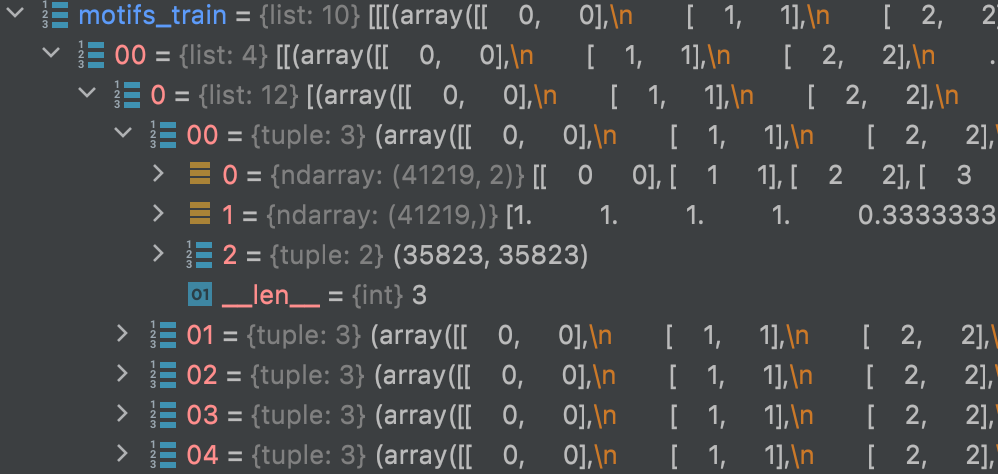 motifs_train = {list: 10} [[[(array([[ 0, 0],\n [ 1, 1],\n [ 2, 2
00 = {list: 4} [[(array([[ 0, 0],\n [ 1, 1],\n [ 2, 2],\n .
0 = {list: 12} [(array([[ 0, 0],\n [ 1, 1],\n [ 2, 2],\n
00 = {tuple: 3} (array([[ 0, 0],\n [ 1, 1],\n [ 2, 2],\
0 = {ndarray: (41219, 2)} [[ 0 0], [ 1 1], [ 2 2], [ 3
1 = {ndarray: (41219,)} [1. 1. 1. 1. 0.3333333
2 = {tuple: 2} (35823, 35823)
01 __len__ = {int} 3
01 = {tuple: 3} (array([[ 0, 0],\n [ 1, 1],\n [ 2, 2],\
02 = {tuple: 3} (array([[ 0, 0],\n [ 1, 1],\n [ 2, 2],
03 = {tuple: 3} (array([[ 0, 0],\n [ 1, 1],\n [ 2, 2],
04 = {tuple: 3} (array([[ 0, 0],\n [ 1, 1],\n [ 2, 2],